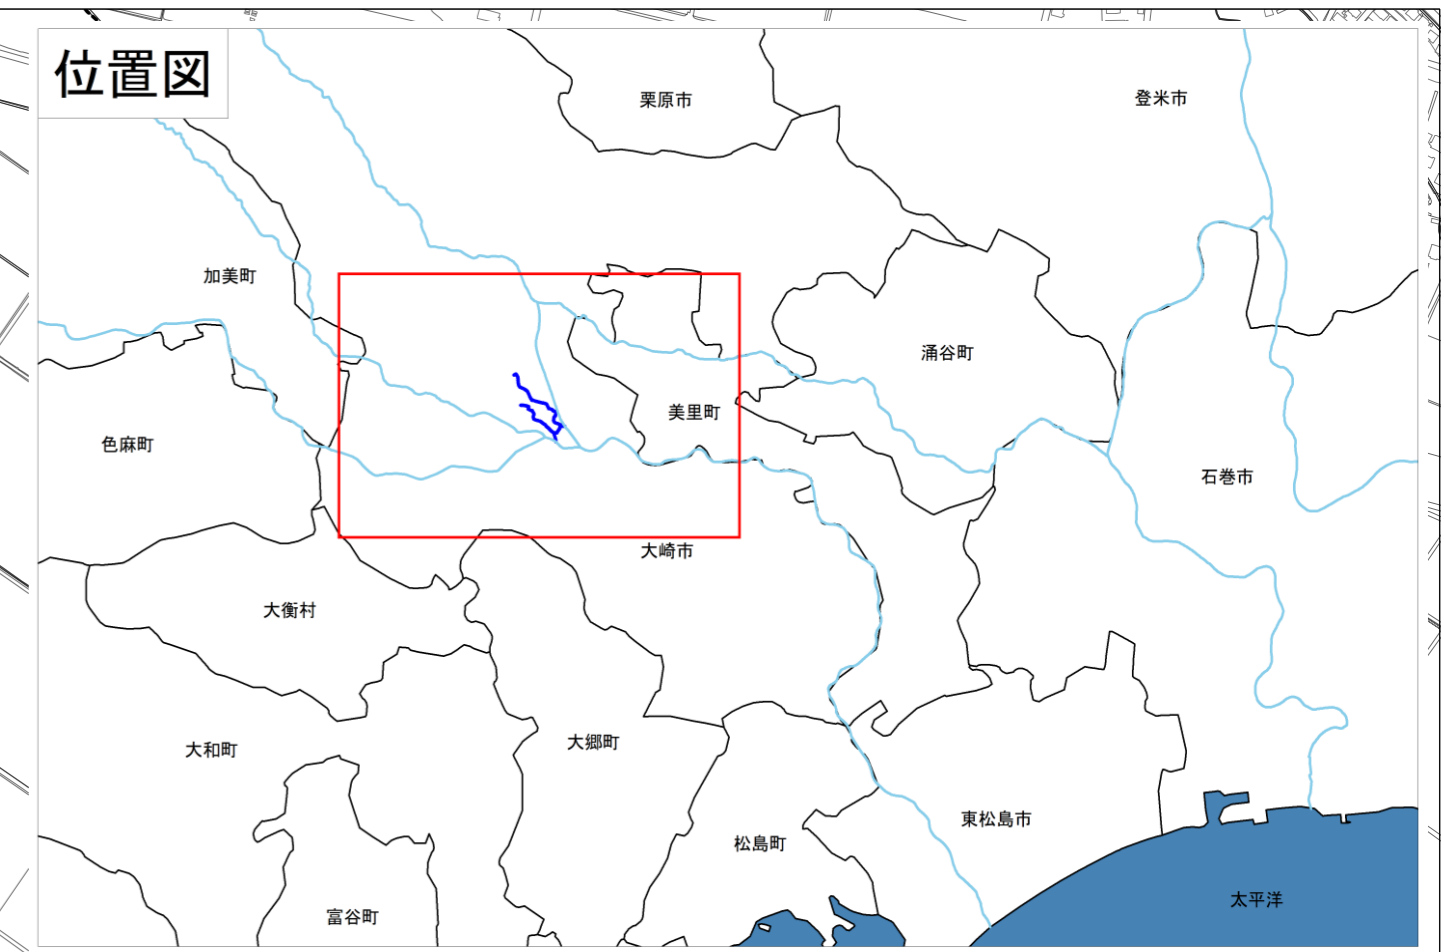 位置図
栗原市
登米市
加美町
涌谷町
美里町
色麻町
石巻市
大崎市
大衡村
大和町
大郷町
東松島市
松島町
太平洋
富谷町